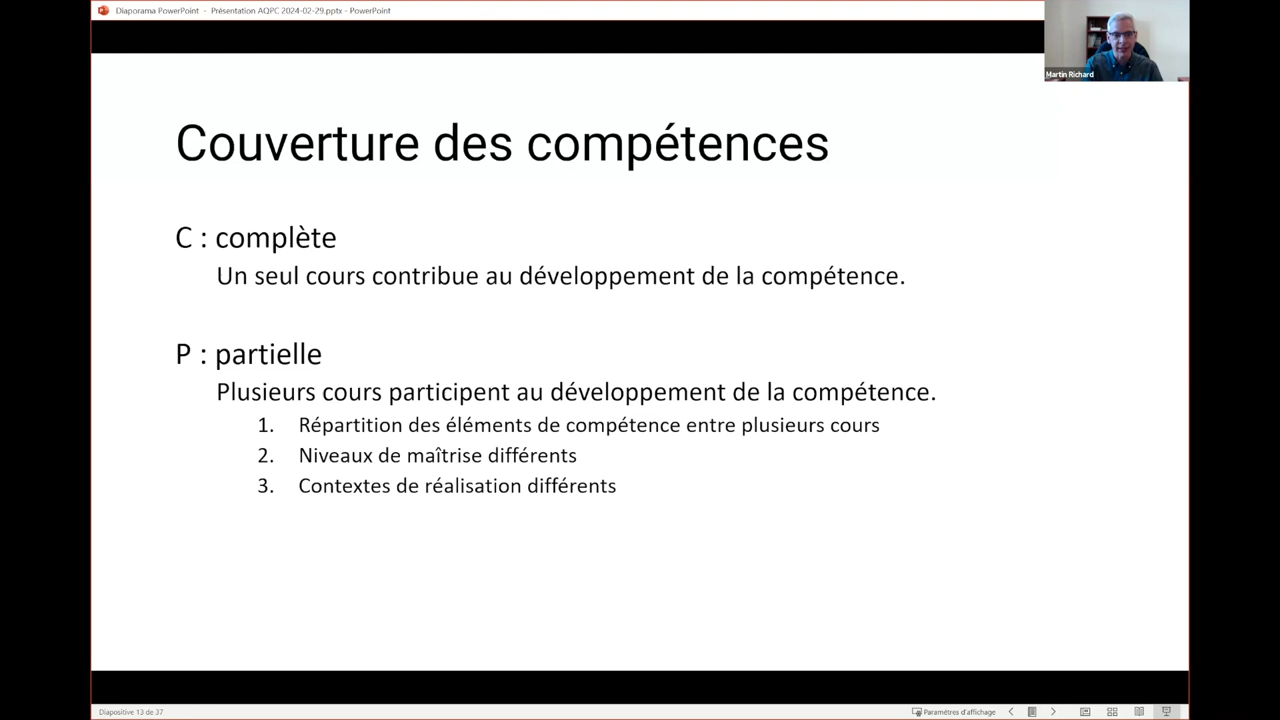 Diaporama PowerPoint - Présentation AQPC 2024-02-29.pptx - PowerPoint
Martin Richard
Couverture des compétences
C : complète
Un seul cours contribue au développement de la compétence.
P : partielle
Plusieurs cours participent au développement de la compétence.
1. Répartition des éléments de compétence entre plusieurs cours
2. Niveaux de maîtrise différents
3. Contextes de réalisation différents
Diapositive 13 de 37
Paramètres d'affichage